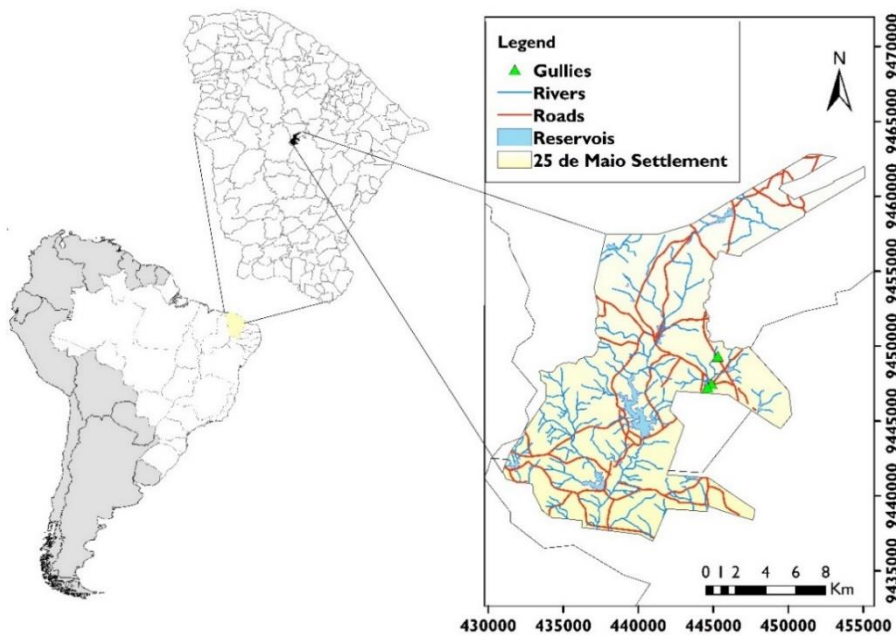 Legend
Gullies
Rivers
Roads
Reservois
25 de Maio Settlement
N
9470000
9465000
9460000
9455000
9450000
9445000
9440000
9435000
0 1 2 4 6 8
Km
430000 435000 440000 445000 450000 455000